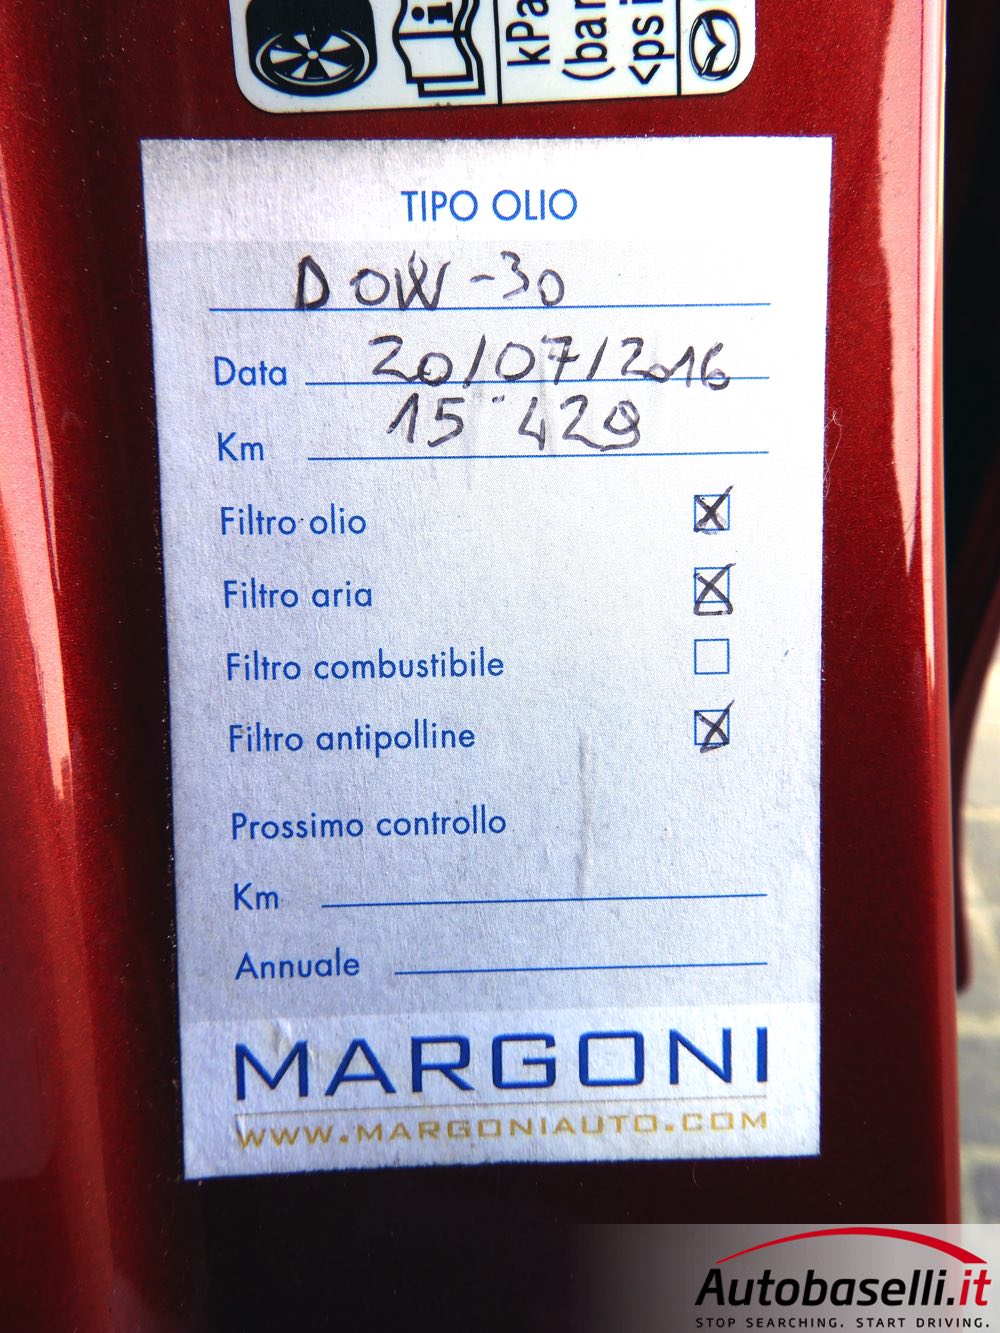 kPa
(bar
<psi
TIPO OLIO
D 0W-30
Data 20/07/2016
Km 15 429
Filtro olio
Filtro aria
Filtro combustibile
Filtro antipolline
Prossimo controllo
Km
Annuale
MARGONI
WWW.MARGONIAUTO.COM
Autobaselli.it
STOP SEARCHING. START DRIVING.